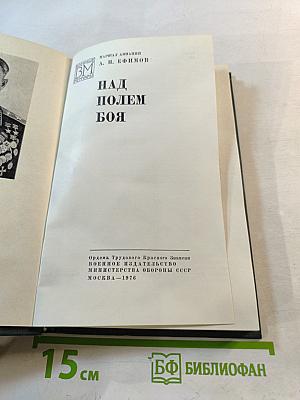 ВМ
МАРШАЛ АВИАЦИИ
А. Н. ЕФИМОВ
НАД
ПОЛЕМ
БОЯ
Ордена Трудового Красного Знамени
ВОЕННОЕ ИЗДАТЕЛЬСТВО
МИНИСТЕРСТВА ОБОРОНЫ СССР
МОСКВА—1976
15 см
БФ БИБЛИОФАН